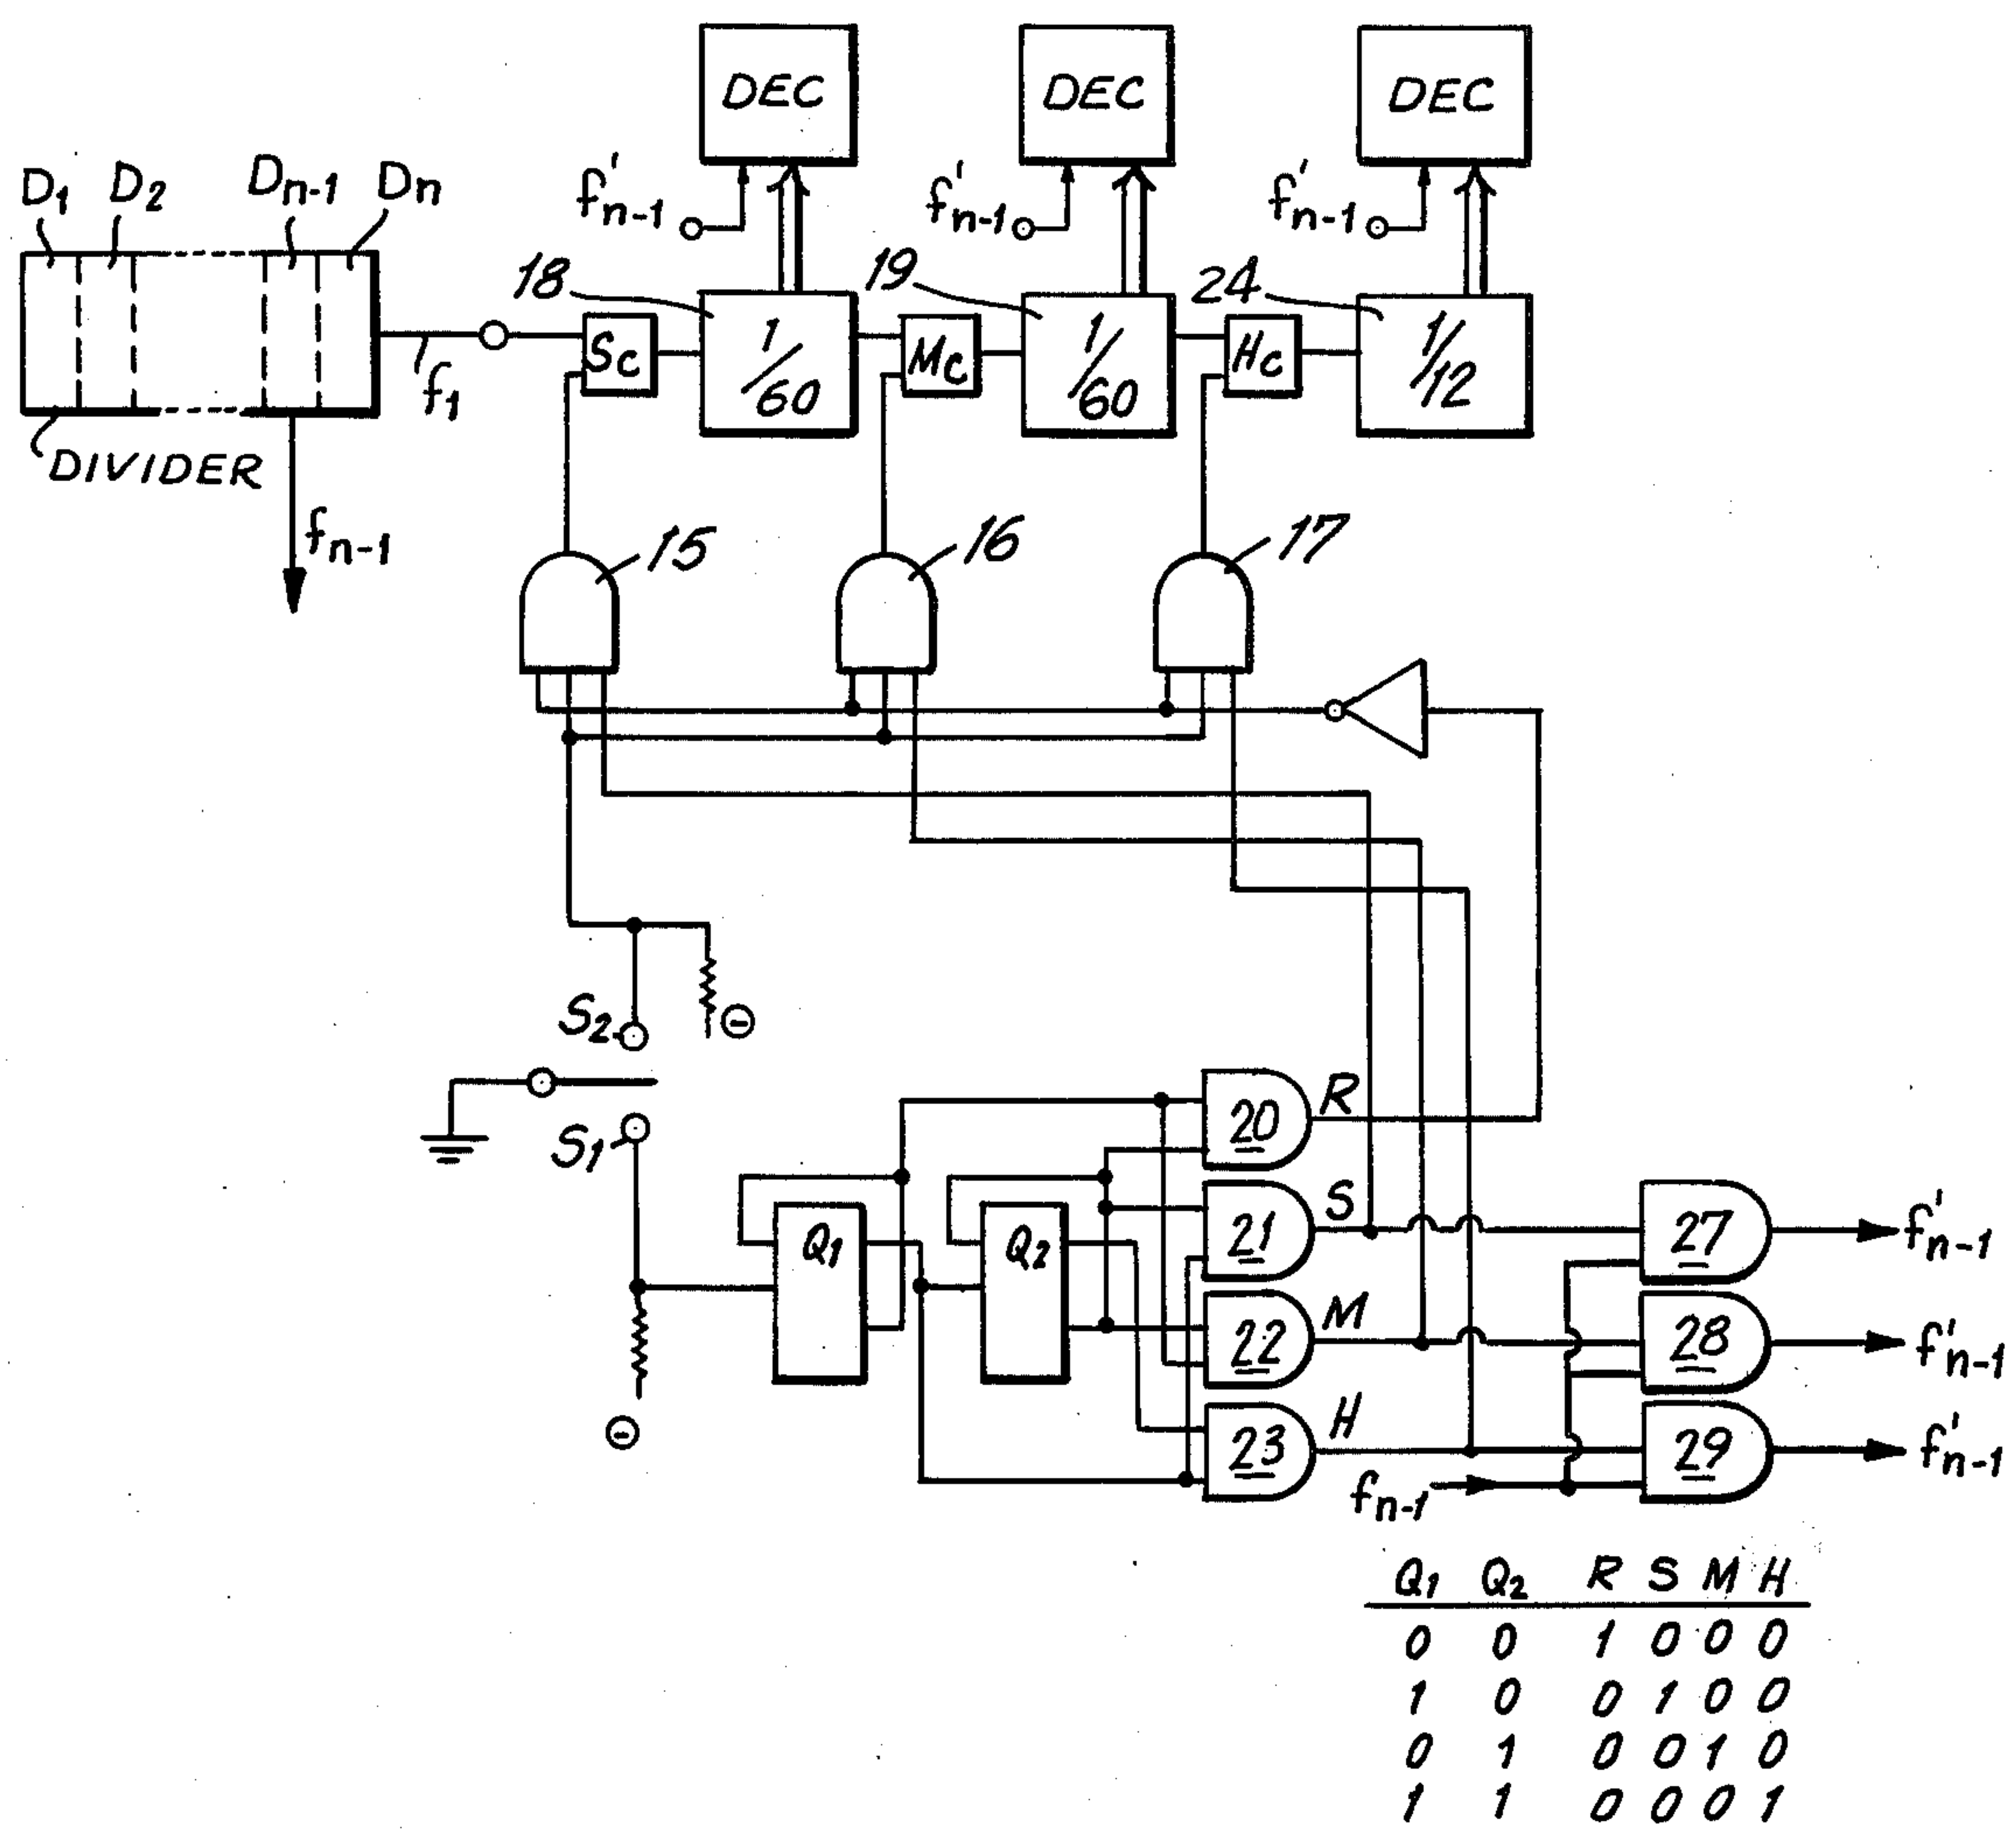 DEC DEC DEC
D1 D2 Dn-1 Dn
f'n-1 f'n-1 f'n-1
18 19 24
Sc 1/60 Mc 1/60 Hc 1/12
f1
DIVIDER
fn-1
15 16 17
S2 ⊖
S1
20 R
Q1 Q2 21 S 27 f'n-1
22 M 28 f'n-1
⊖ 23 H 29 f'n-1
fn-1
Q1 Q2 R S M H
0 0 1 0 0 0
1 0 0 1 0 0
0 1 0 0 1 0
1 1 0 0 0 1